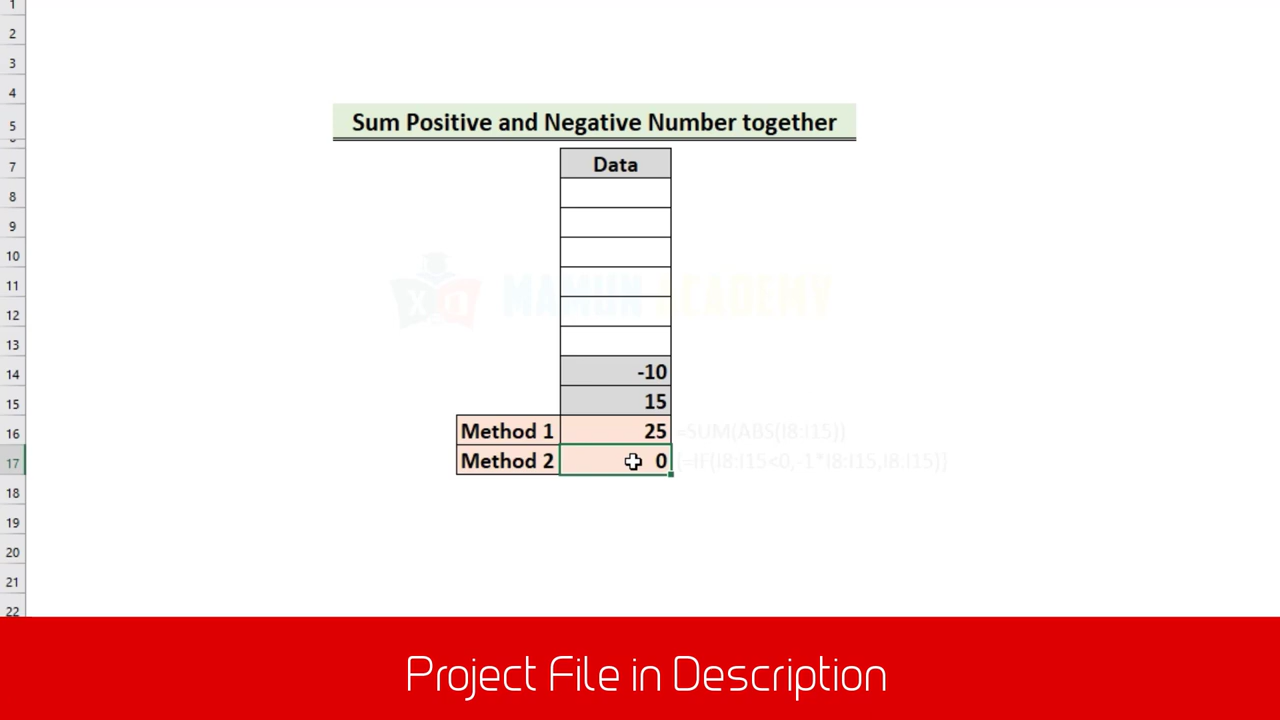 1
2
3
4
5 Sum Positive and Negative Number together
7 Data
8
9
10
11
MAMUN ACADEMY
12
13
14 -10
15 15
16 Method 1 25 =SUM(ABS(I8:I15))
17 Method 2 0 {=IF(I8:I15<0,-1*I8:I15,I8:I15)}
18
19
20
21
22
Project File in Description